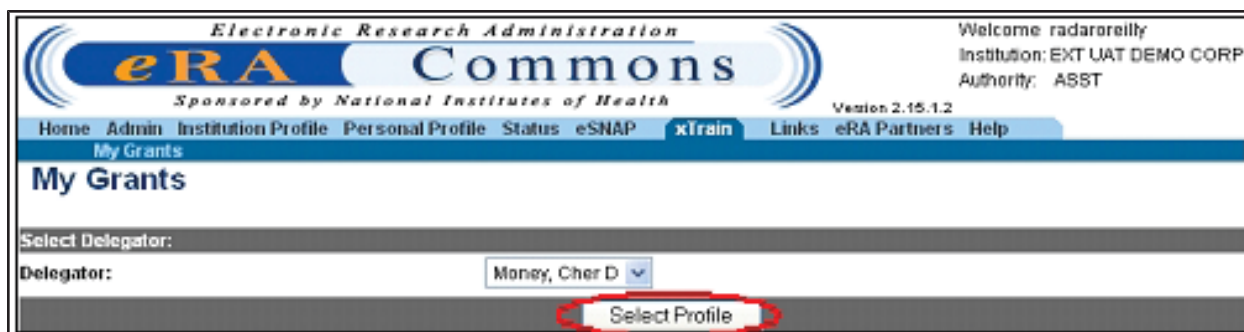 Electronic Research Administration
eRA Commons
Sponsored by National Institutes of Health
Welcome radaroreilly
Institution: EXT UAT DEMO CORP
Authority: ASST
Version 2.15.1.2
Home Admin Institution Profile Personal Profile Status eSNAP xTrain Links eRA Partners Help
My Grants
My Grants
Select Delegator:
Delegator: Money, Cher D
Select Profile